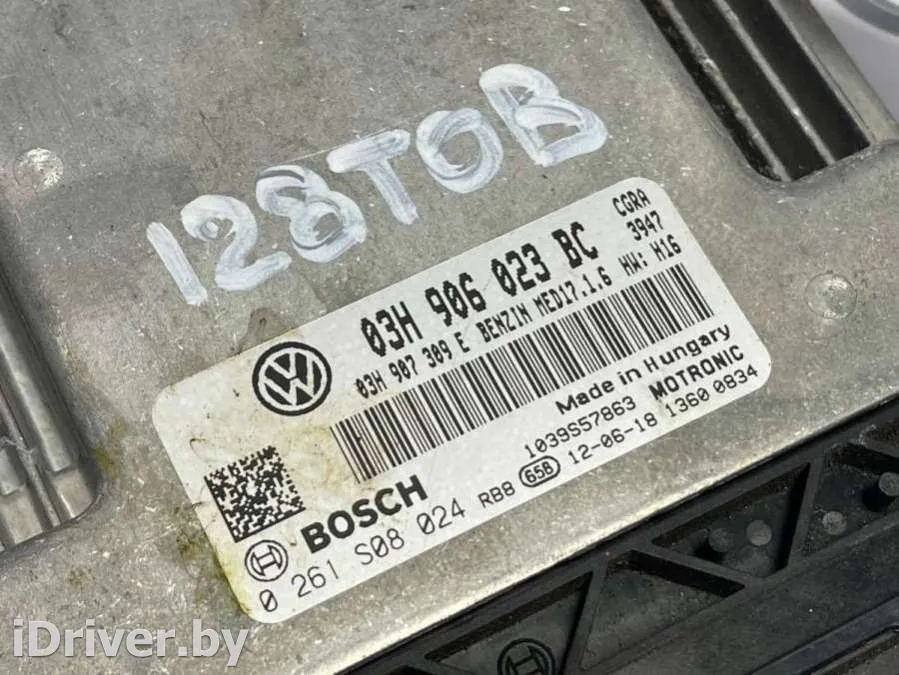 128TOB
03H 906 023 BC CGRA
03H 907 309 E BENZIN MED17.1.6 HW: H16 3947
Made in Hungary
1039S57863 MOTRONIC
BOSCH RB8 658 12-06-18 1360 0834
0 261 S08 024
iDriver.by